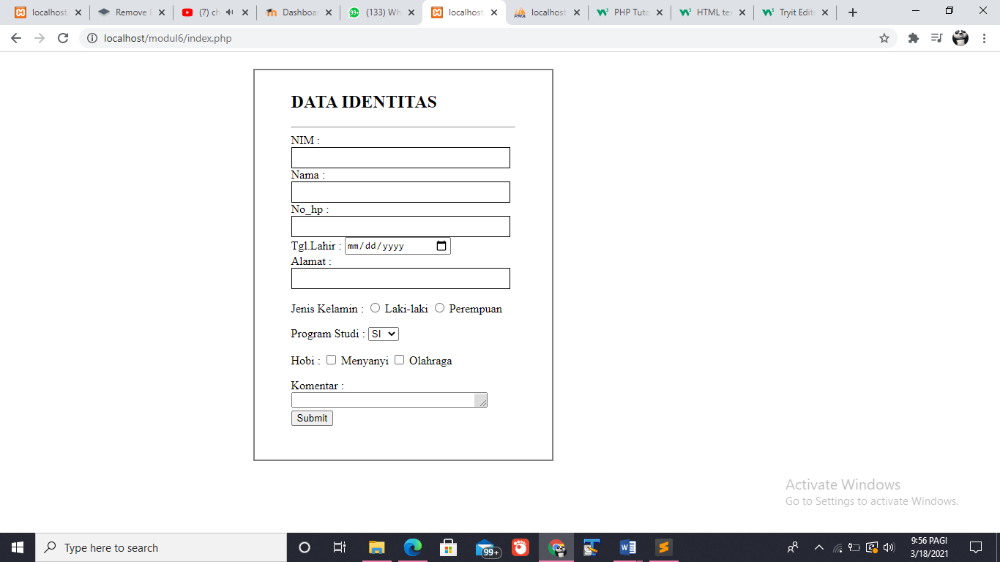 localhost Remove B (7) ch Dashboa (133) Wh localhost localhost PHP Tuto HTML te Tryit Edit
localhost/modul6/index.php
DATA IDENTITAS
NIM :
Nama :
No_hp :
Tgl.Lahir : mm/dd/yyyy
Alamat :
Jenis Kelamin : Laki-laki Perempuan
Program Studi : SI
Hobi : Menyanyi Olahraga
Komentar :
Submit
Activate Windows
Go to Settings to activate Windows.
Type here to search
99+
9:56 PAGI
3/18/2021